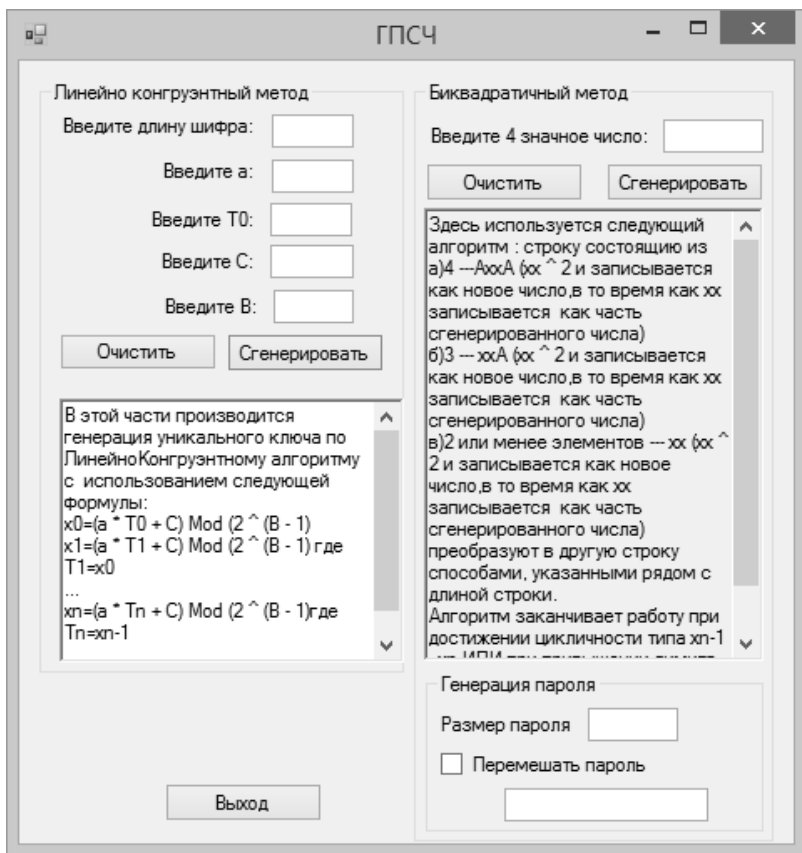 ГПСЧ
Линейно конгруэнтный метод
Введите длину шифра:
Введите а:
Введите Т0:
Введите С:
Введите В:
Очистить
Сгенерировать
В этой части производится
генерация уникального ключа по
ЛинейноКонгруэнтному алгоритму
с использованием следующей
формулы:
x0=(a * T0 + C) Mod (2 ^ (B - 1)
x1=(a * T1 + C) Mod (2 ^ (B - 1) где
T1=x0
...
xn=(a * Tn + C) Mod (2 ^ (B - 1)где
Tn=xn-1
Выход
Биквадратичный метод
Введите 4 значное число:
Очистить
Сгенерировать
Здесь используется следующий
алгоритм : строку состоящию из
а)4 ---АxxА (xx ^ 2 и записывается
как новое число,в то время как xx
записывается как часть
сгенерированного числа)
б)3 --- xxА (xx ^ 2 и записывается
как новое число,в то время как xx
записывается как часть
сгенерированного числа)
в)2 или менее элементов --- xx (xx ^
2 и записывается как новое
число,в то время как xx
записывается как часть
сгенерированного числа)
преобразуют в другую строку
способами, указанными рядом с
длиной строки.
Алгоритм заканчивает работу при
достижении цикличности типа xn-1
Генерация пароля
Размер пароля
Перемешать пароль